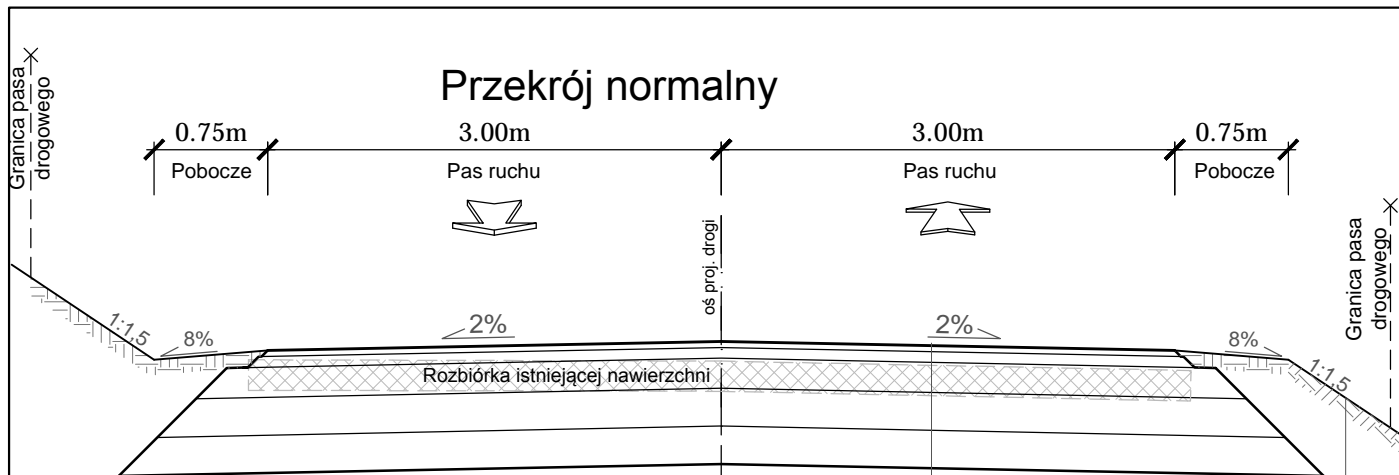 Przekrój normalny
Granica pasa
drogowego
0.75m
3.00m
3.00m
0.75m
Pobocze
Pas ruchu
Pas ruchu
Pobocze
oś proj. drogi
Granica pasa
drogowego
1:1,5
8%
2%
2%
8%
1:1,5
Rozbiórka istniejącej nawierzchni